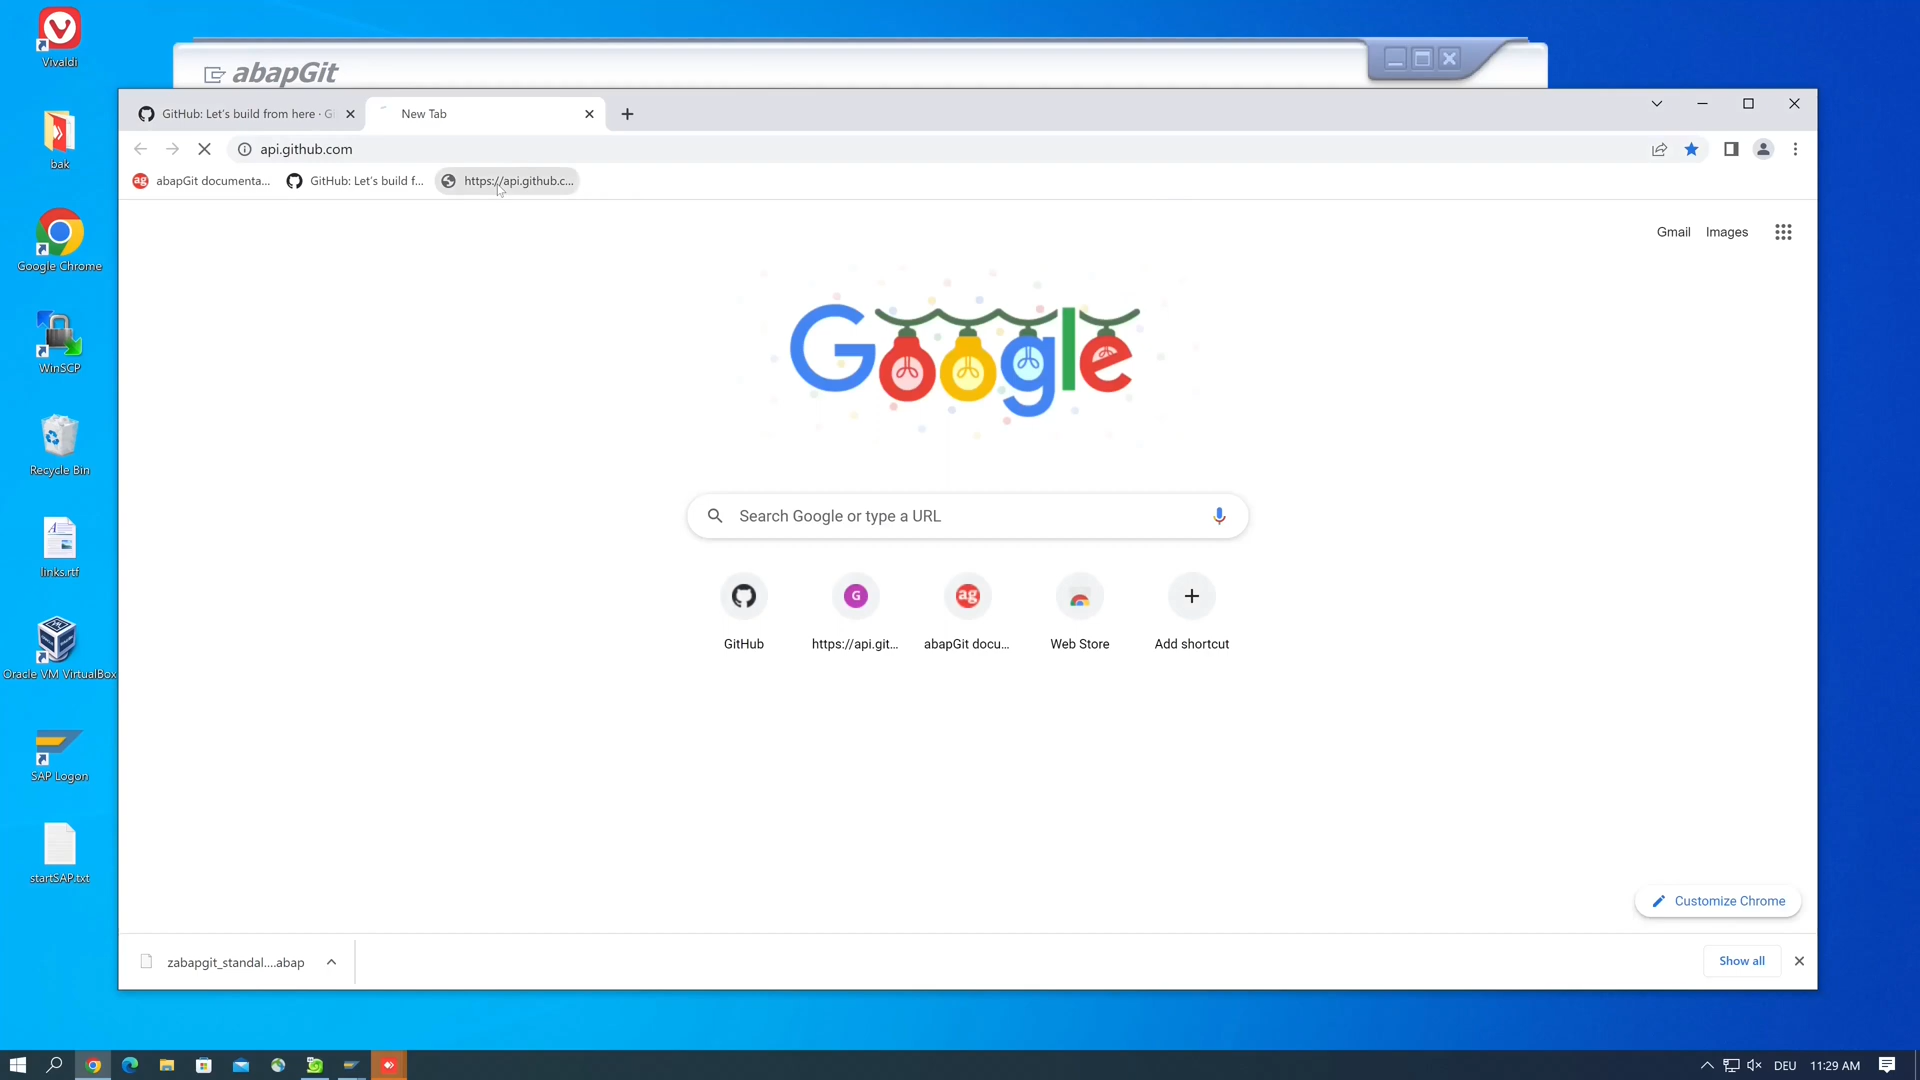 Vivaldi
bak
Google Chrome
WinSCP
Recycle Bin
links.rtf
Oracle VM VirtualBox
SAP Logon
startSAP.txt
abapGit
GitHub: Let's build from here · G
New Tab
api.github.com
ag abapGit documenta...
GitHub: Let's build f...
https://api.github.c...
Gmail
Images
Google
Search Google or type a URL
GitHub
G
https://api.git...
ag
abapGit docu...
Web Store
Add shortcut
Customize Chrome
zabapgit_standal....abap
Show all
DEU
11:29 AM